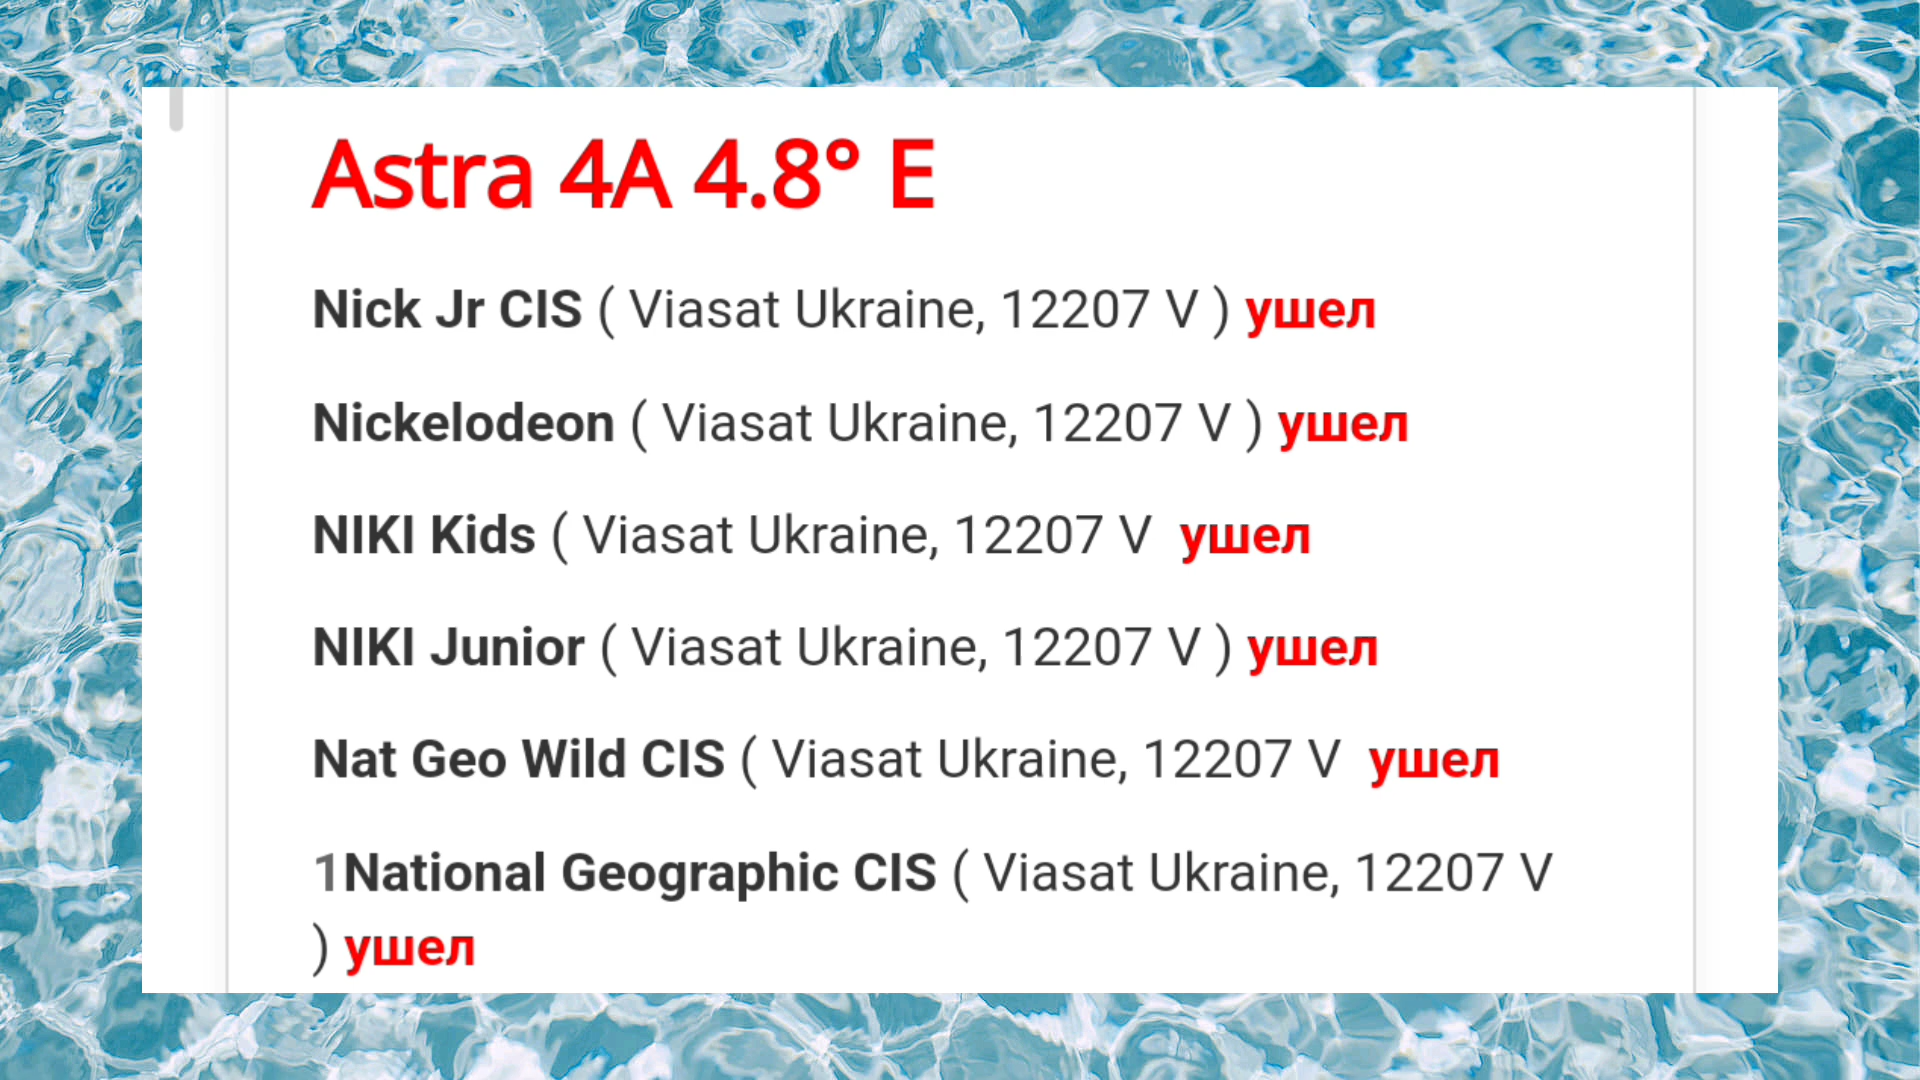 Astra 4A 4.8° E
Nick Jr CIS ( Viasat Ukraine, 12207 V ) ушел
Nickelodeon ( Viasat Ukraine, 12207 V ) ушел
NIKI Kids ( Viasat Ukraine, 12207 V  ушел
NIKI Junior ( Viasat Ukraine, 12207 V ) ушел
Nat Geo Wild CIS ( Viasat Ukraine, 12207 V  ушел
1National Geographic CIS ( Viasat Ukraine, 12207 V
) ушел